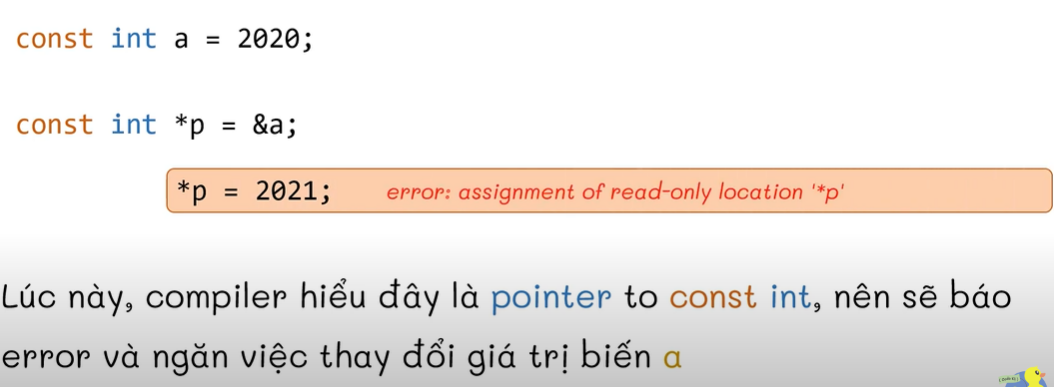 const int a = 2020;
const int *p = &a;
*p = 2021; error: assignment of read-only location '*p'
Lúc này, compiler hiểu đây là pointer to const int, nên sẽ báo
error và ngăn việc thay đổi giá trị biến a